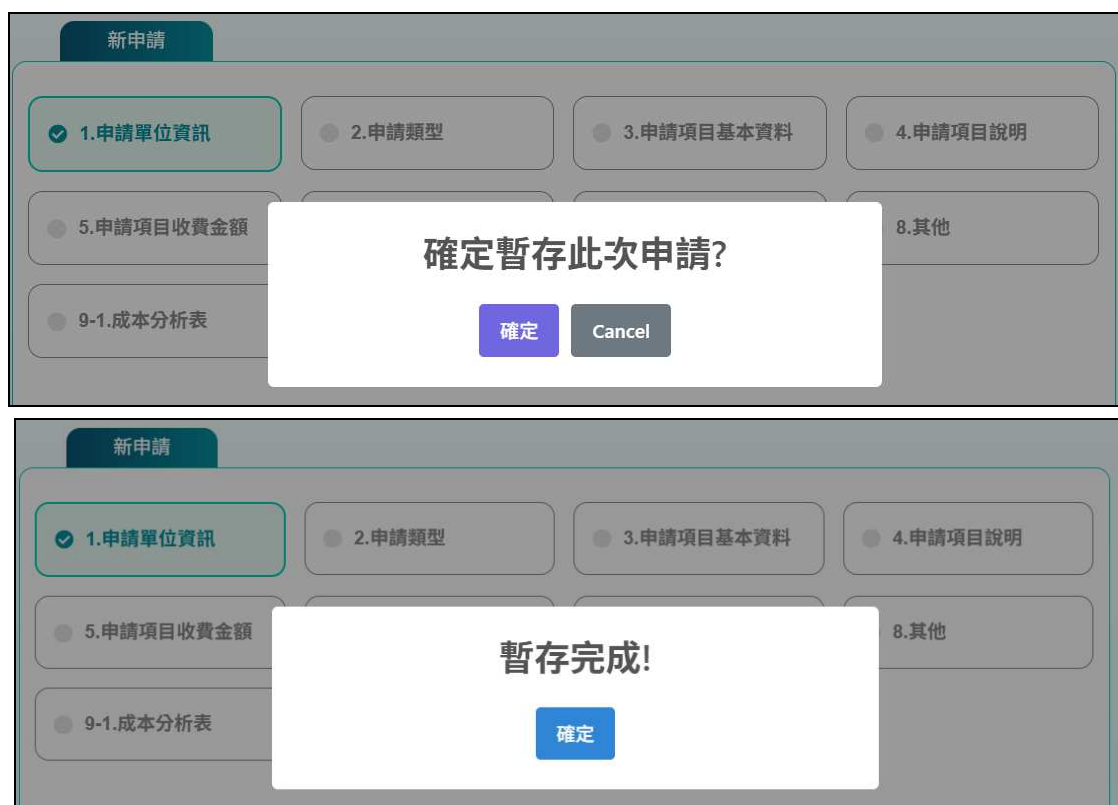 新申請
1.申請單位資訊
2.申請類型
3.申請項目基本資料
4.申請項目說明
5.申請項目收費金額
8.其他
確定暫存此次申請?
確定
Cancel
9-1.成本分析表
新申請
1.申請單位資訊
2.申請類型
3.申請項目基本資料
4.申請項目說明
5.申請項目收費金額
8.其他
暫存完成!
確定
9-1.成本分析表